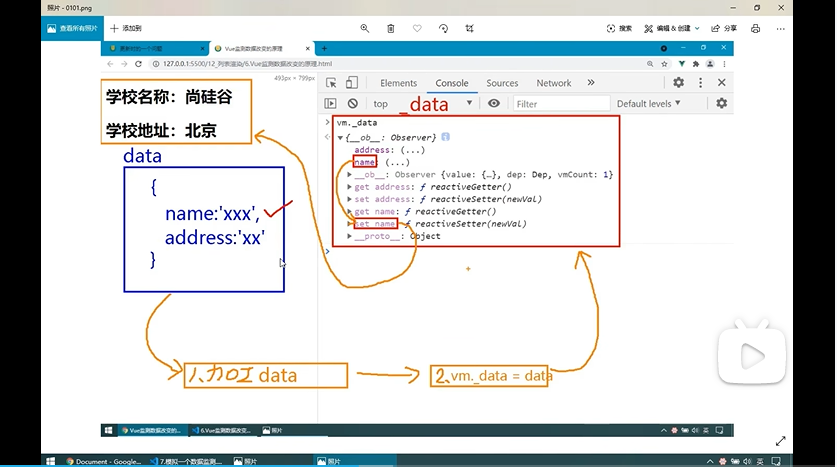 照片 - 0101.png
查看所有照片
添加到
搜索
编辑 & 创建
分享
更新时的一个问题
Vue监测数据改变的原理
127.0.0.1:5500/12_列表渲染/6.Vue监测数据改变的原理.html
493px × 799px
学校名称：尚硅谷
学校地址：北京
data
{
name:'xxx',
address:'xx'
}
Elements
Console
Sources
Network
»
top
_data
Filter
Default levels
vm._data
{__ob__: Observer}
address: (...)
name: (...)
__ob__: Observer {value: {…}, dep: Dep, vmCount: 1}
get address: ƒ reactiveGetter()
set address: ƒ reactiveSetter(newVal)
get name: ƒ reactiveGetter()
set name: ƒ reactiveSetter(newVal)
__proto__: Object
1、加工 data
2、vm._data = data
Vue监测数据改变的...
6.Vue监测数据改变...
照片
英
Document - Google...
7.模拟一个数据监测...
照片
照片
英